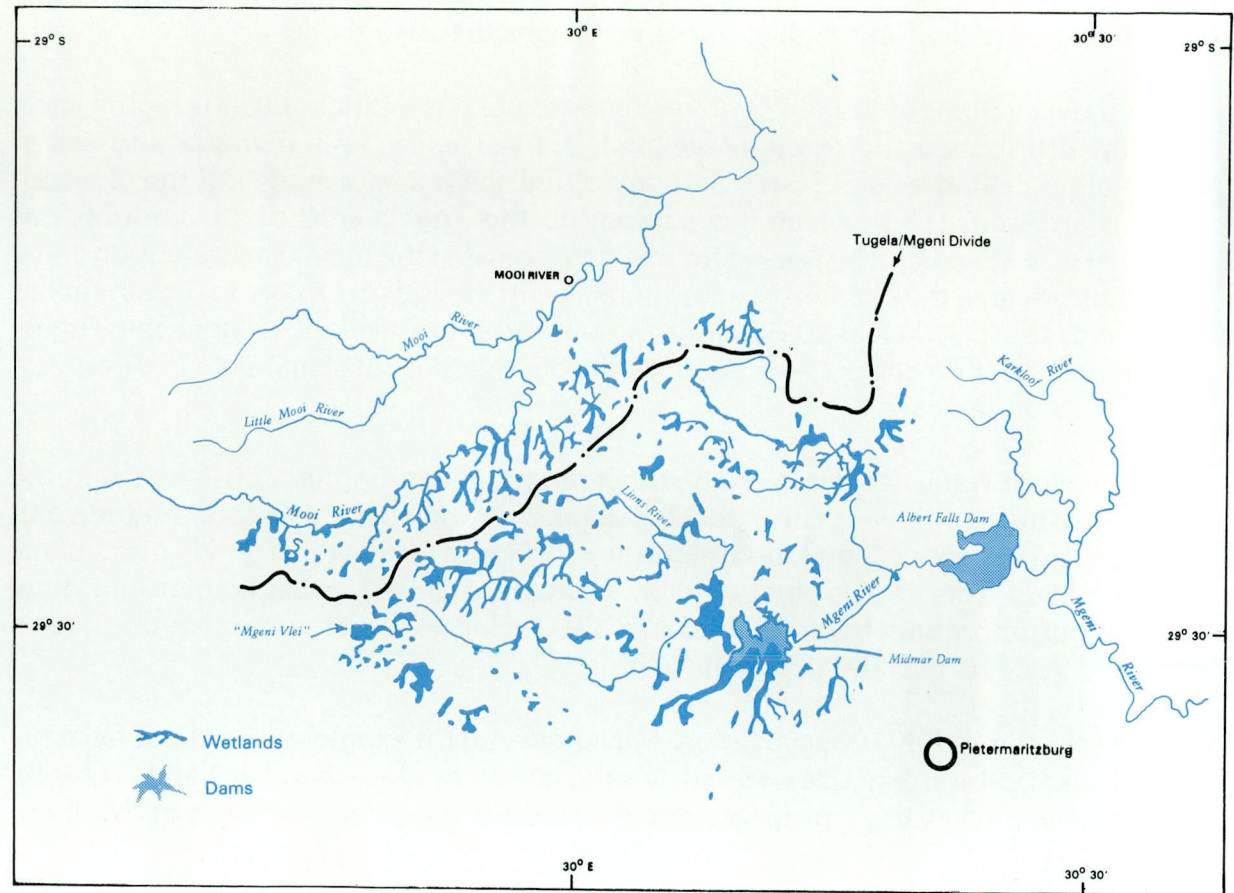 30° E
30° 30'
29° S
29° S
Tugela/Mgeni Divide
MOOI RIVER
Mooi River
Karkloof River
Little Mooi River
Lions River
Mooi River
Albert Falls Dam
Mgeni River
"Mgeni Vlei"
29° 30'
29° 30'
Mgeni River
Midmar Dam
Wetlands
Pietermaritzburg
Dams
30° E
30° 30'